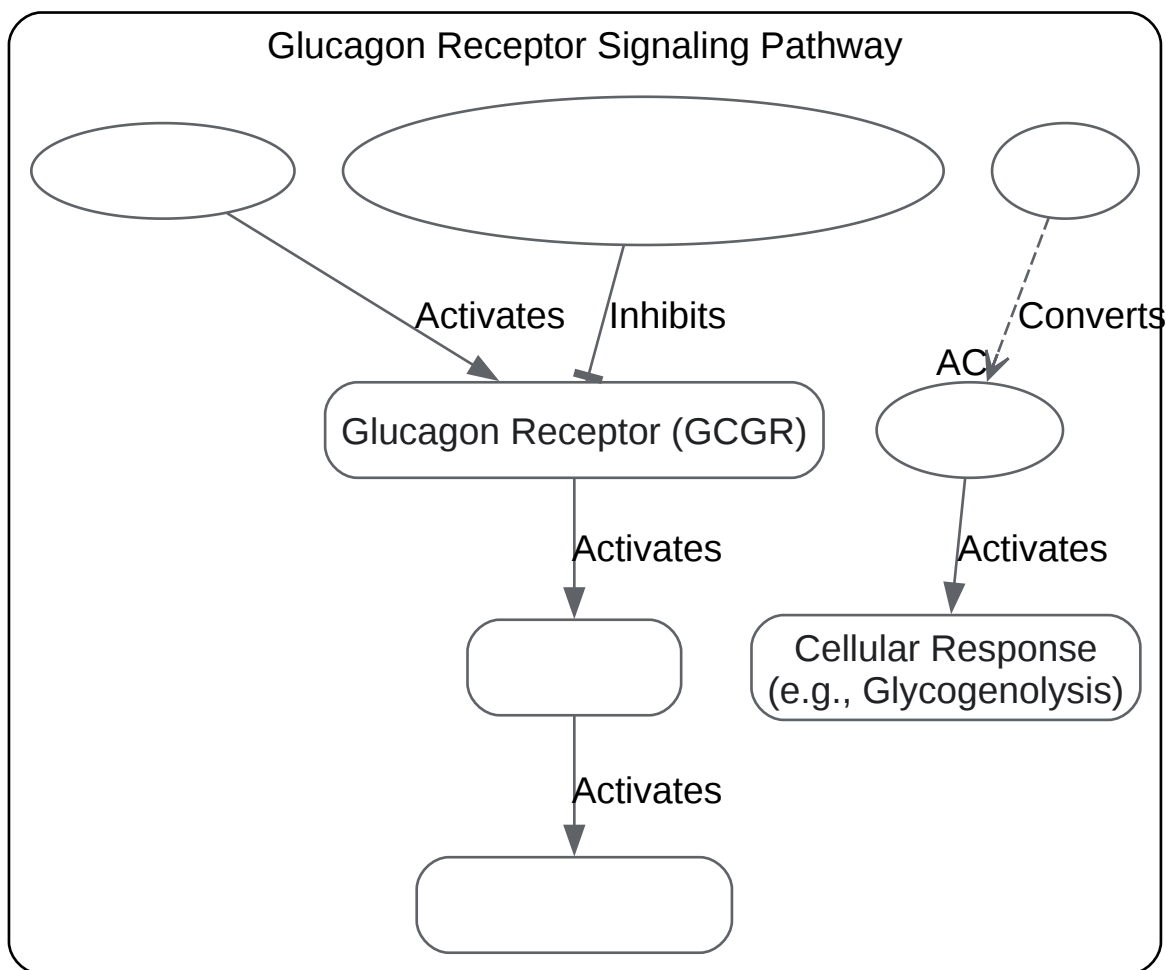 Glucagon Receptor Signaling Pathway
Activates
Inhibits
Converts
AC
Glucagon Receptor (GCGR)
Activates
Activates
Cellular Response
(e.g., Glycogenolysis)
Activates